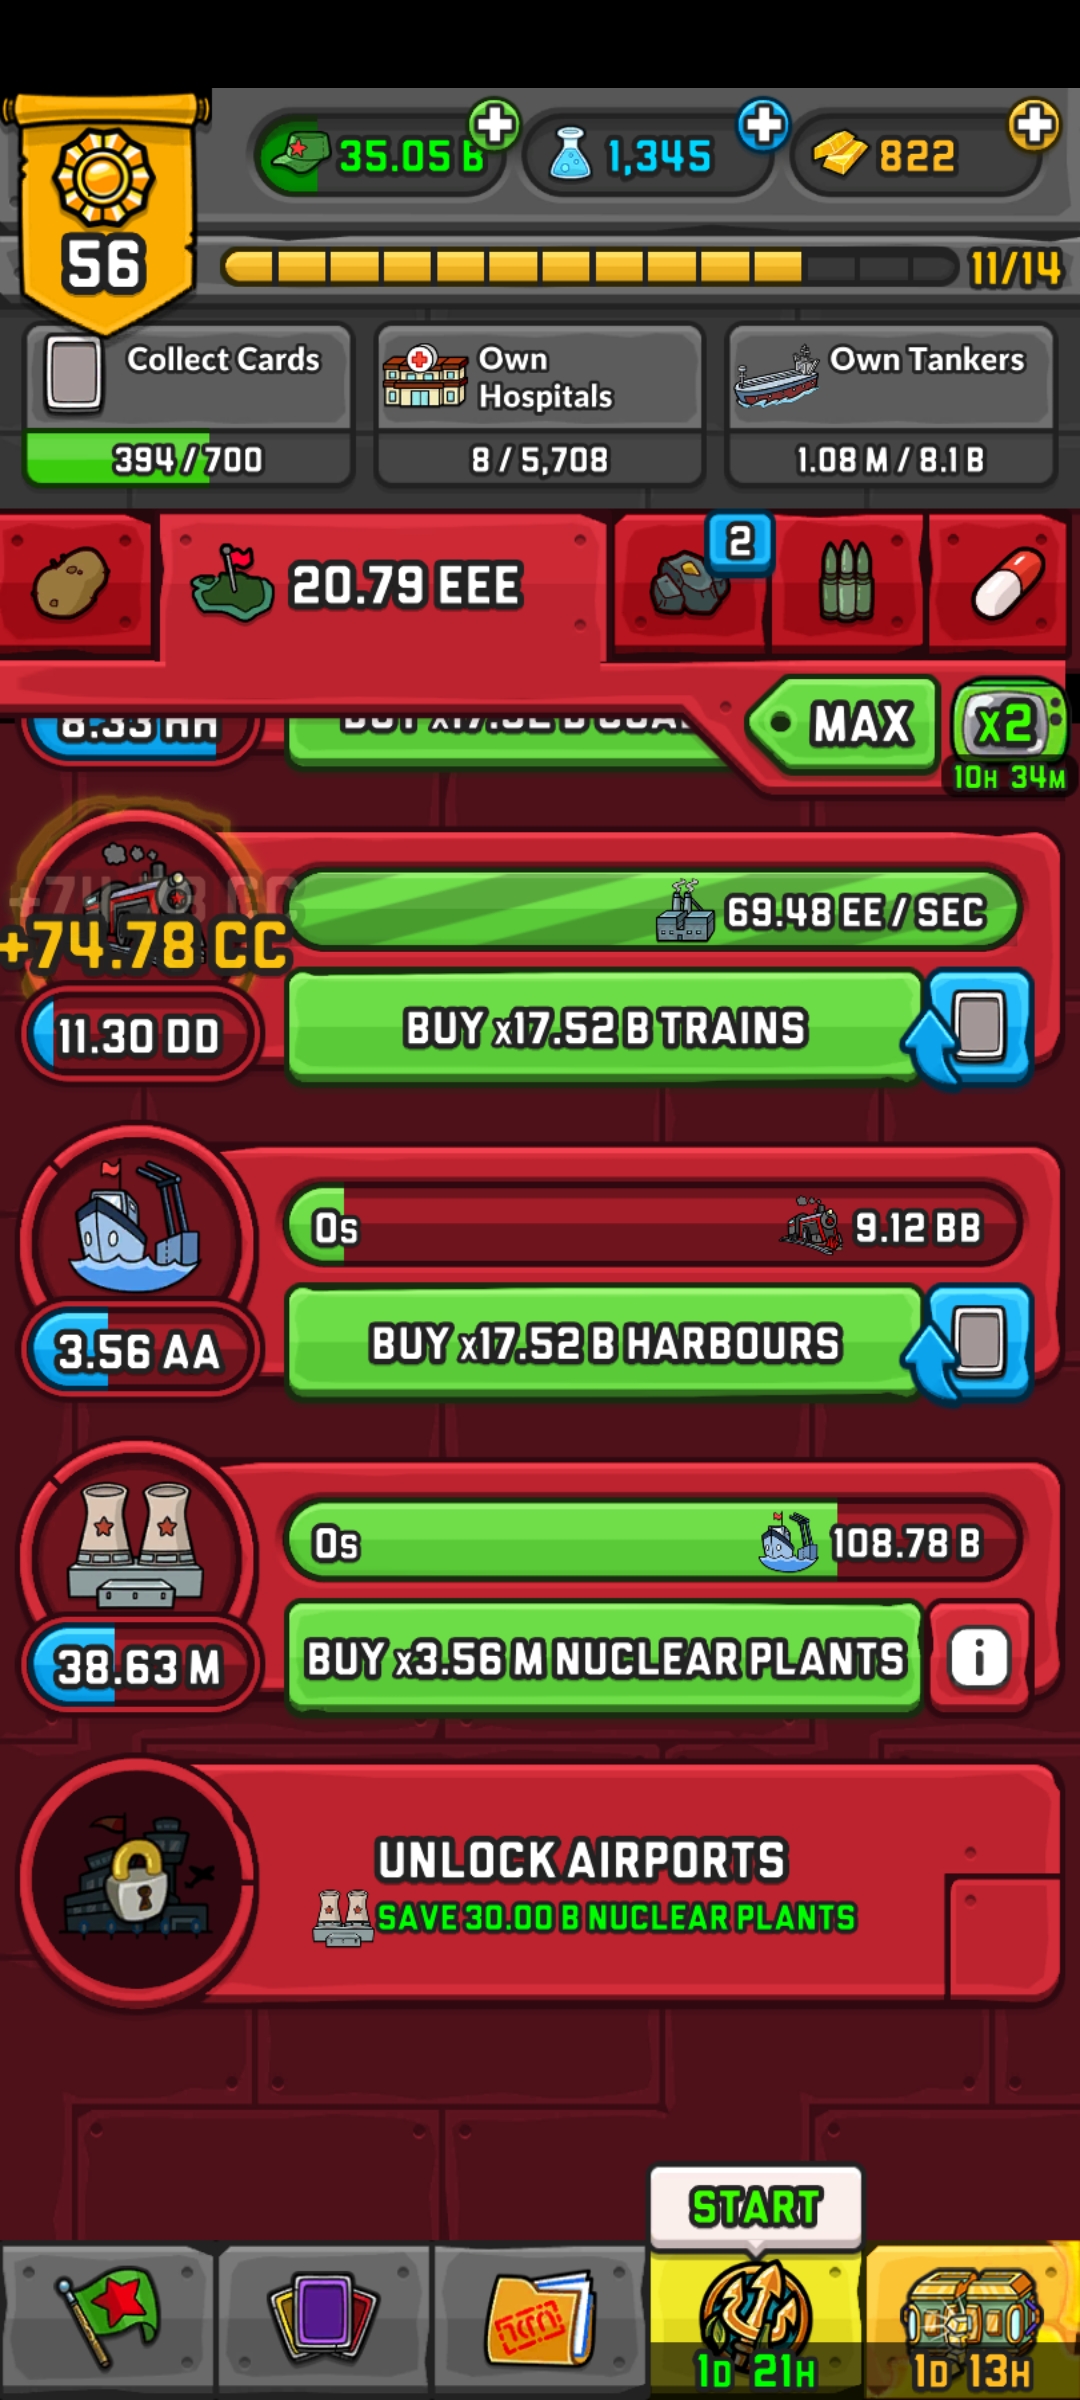 35.05 B
1,345
822
56
11/14
Collect Cards
394/700
Own
Hospitals
8/5,708
Own Tankers
1.08 M/8.1 B
20.79 EEE
2
MAX
x2
10H 34M
+74.78 CC
69.48 EE/SEC
11.30 DD
BUY x17.52 B TRAINS
0s
9.12 BB
3.56 AA
BUY x17.52 B HARBOURS
0s
108.78 B
38.63 M
BUY x3.56 M NUCLEAR PLANTS
i
UNLOCK AIRPORTS
SAVE 30.00 B NUCLEAR PLANTS
START
1D 21H
1D 13H